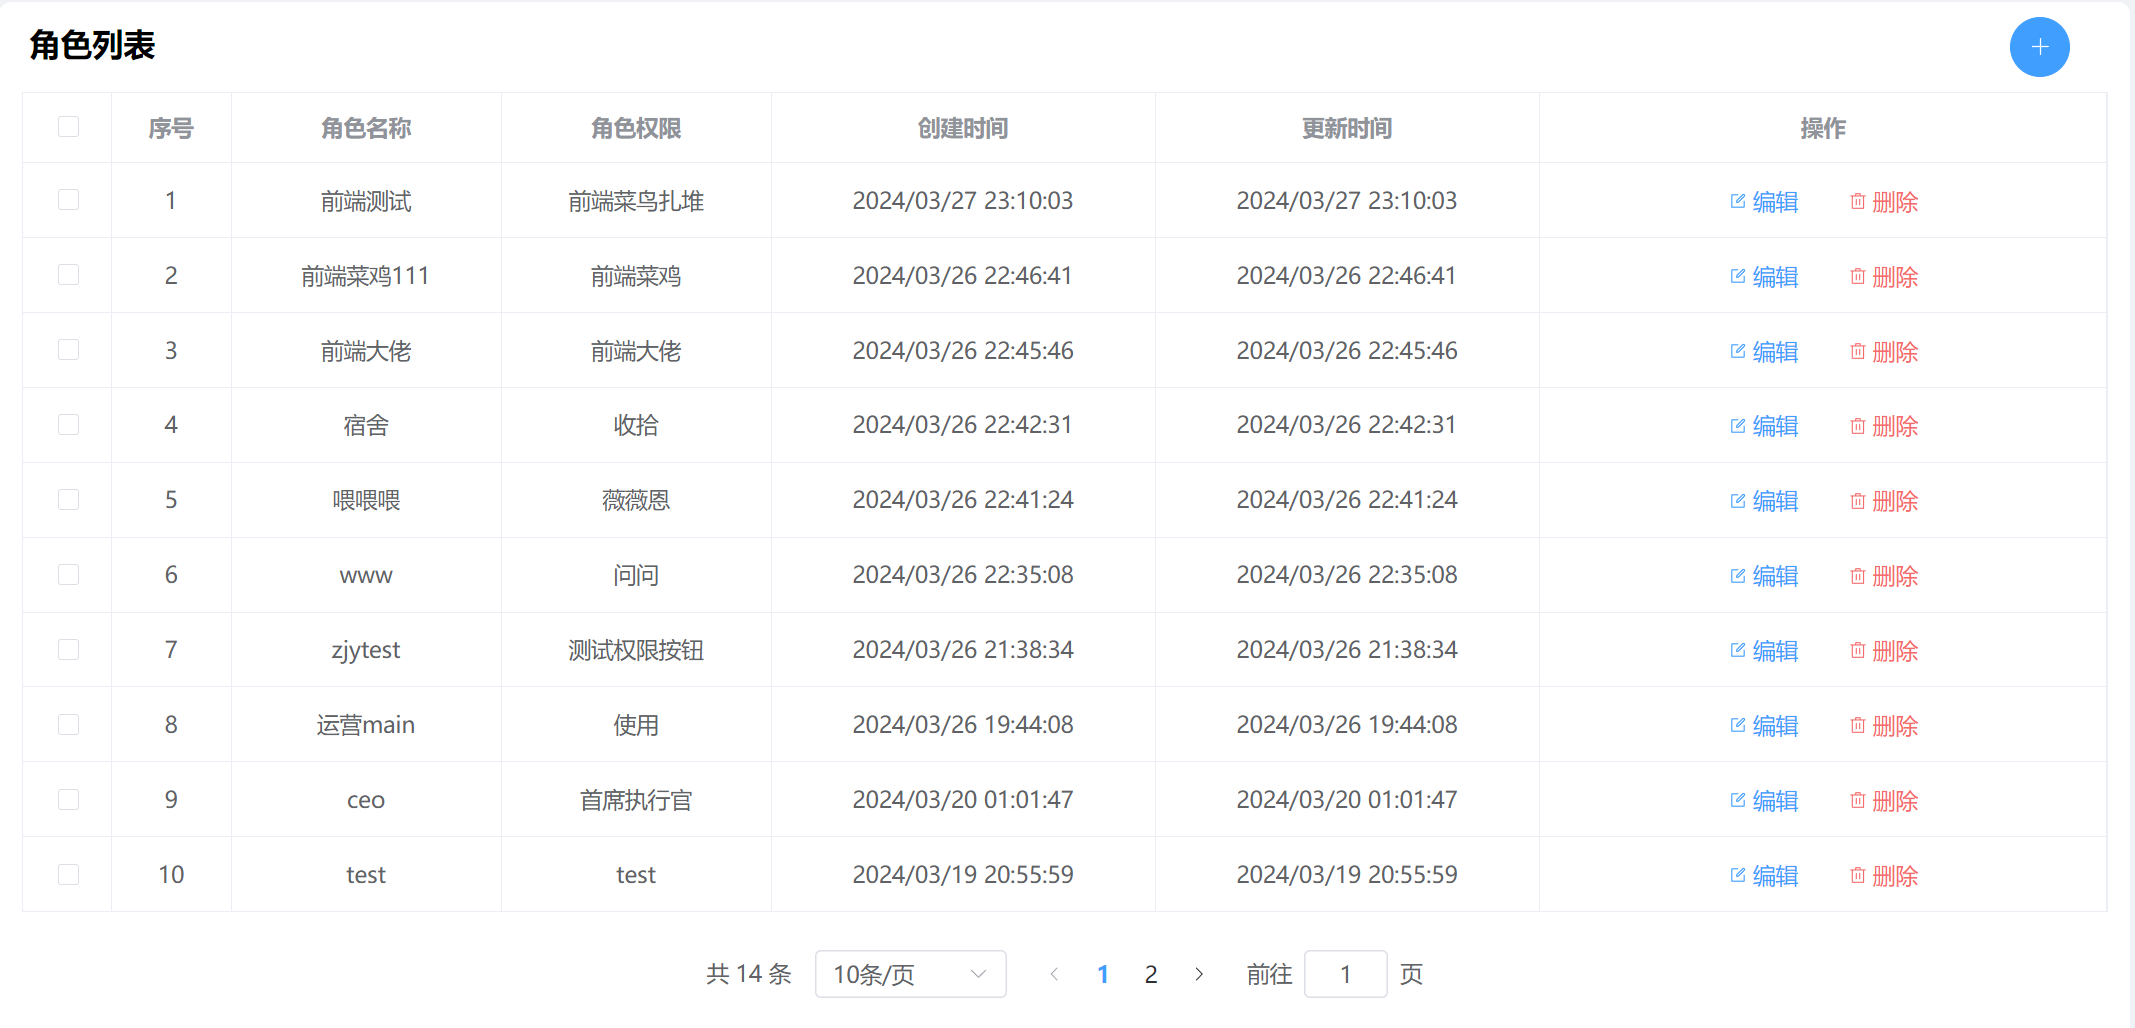 角色列表
序号 角色名称 角色权限 创建时间 更新时间 操作
1 前端测试 前端菜鸟扎堆 2024/03/27 23:10:03 2024/03/27 23:10:03 编辑 删除
2 前端菜鸡111 前端菜鸡 2024/03/26 22:46:41 2024/03/26 22:46:41 编辑 删除
3 前端大佬 前端大佬 2024/03/26 22:45:46 2024/03/26 22:45:46 编辑 删除
4 宿舍 收拾 2024/03/26 22:42:31 2024/03/26 22:42:31 编辑 删除
5 喂喂喂 薇薇恩 2024/03/26 22:41:24 2024/03/26 22:41:24 编辑 删除
6 www 问问 2024/03/26 22:35:08 2024/03/26 22:35:08 编辑 删除
7 zjytest 测试权限按钮 2024/03/26 21:38:34 2024/03/26 21:38:34 编辑 删除
8 运营main 使用 2024/03/26 19:44:08 2024/03/26 19:44:08 编辑 删除
9 ceo 首席执行官 2024/03/20 01:01:47 2024/03/20 01:01:47 编辑 删除
10 test test 2024/03/19 20:55:59 2024/03/19 20:55:59 编辑 删除
共 14 条 10条/页 1 2 前往 1 页